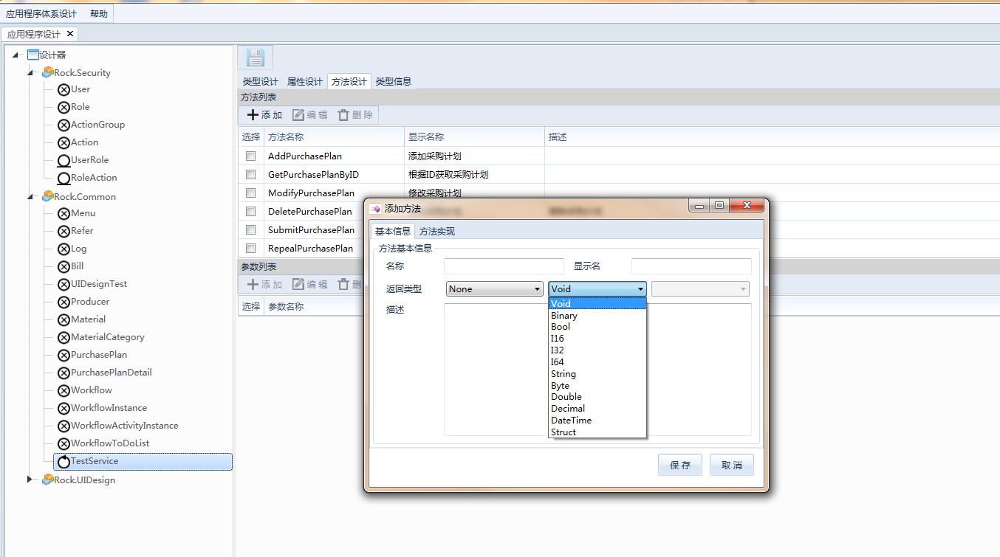 应用程序体系设计 帮助
应用程序设计
设计器
Rock.Security
User
Role
ActionGroup
Action
UserRole
RoleAction
Rock.Common
Menu
Refer
Log
Bill
UIDesignTest
Producer
Material
MaterialCategory
PurchasePlan
PurchasePlanDetail
Workflow
WorkflowInstance
WorkflowActivityInstance
WorkflowToDoList
TestService
Rock.UIDesign
类型设计 属性设计 方法设计 类型信息
方法列表
添加 编辑 删除
选择 方法名称 显示名称 描述
AddPurchasePlan 添加采购计划
GetPurchasePlanByID 根据ID获取采购计划
ModifyPurchasePlan 修改采购计划
DeletePurchasePlan
SubmitPurchasePlan
RepealPurchasePlan
参数列表
添加 编辑 删
选择 参数名称
添加方法
基本信息 方法实现
方法基本信息
名称 显示名
返回类型 None Void
描述
Void
Binary
Bool
I16
I32
I64
String
Byte
Double
Decimal
DateTime
Struct
保存 取消